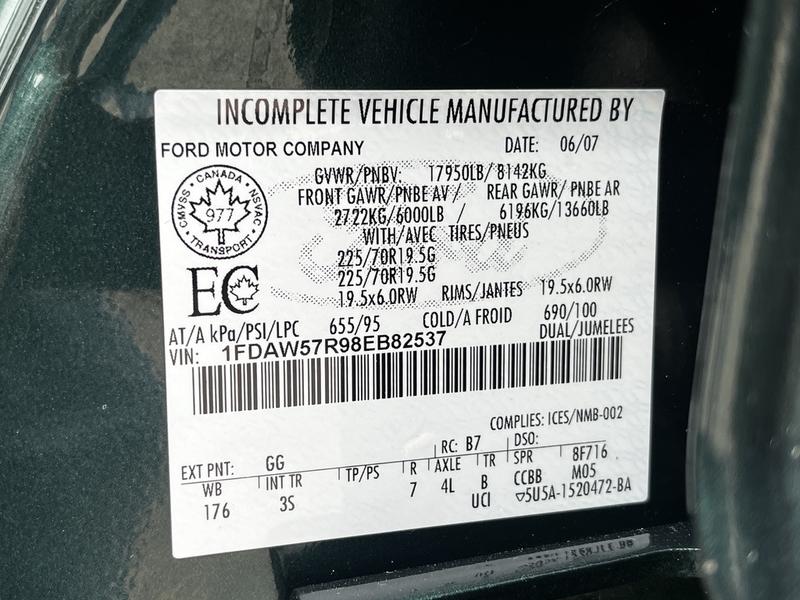 INCOMPLETE VEHICLE MANUFACTURED BY
FORD MOTOR COMPANY DATE: 06/07
GVWR/PNBV: 17950LB/ 8142KG
FRONT GAWR/PNBE AV / REAR GAWR/ PNBE AR
2722KG/6000LB / 6196KG/13660LB
WITH/AVEC TIRES/PNEUS
225/70R19.5G
225/70R19.5G
19.5x6.0RW RIMS/JANTES 19.5x6.0RW
CANADA
CMVSS NSVAC
977
TRANSPORT
EC
AT/A kPa/PSI/LPC 655/95 COLD/A FROID 690/100
DUAL/JUMELEES
VIN: 1FDAW57R98EB82537
COMPLIES: ICES/NMB-002
EXT PNT: GG RC: B7 DSO:
WB INT TR TP/PS R AXLE TR SPR 8F716
176 3S 7 4L B CCBB M05
UCI ▽5U5A-1520472-BA